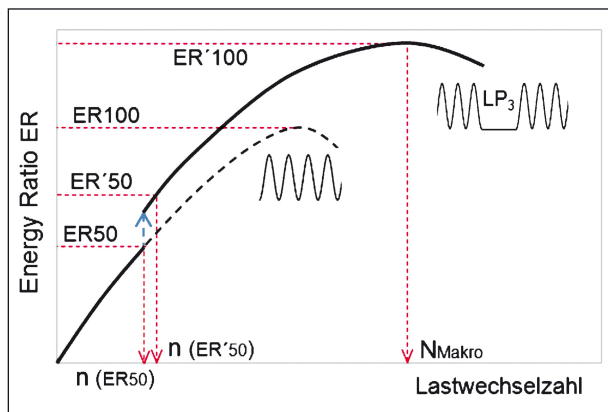 Energy Ratio ER
ER´100
ER100
ER´50
ER50
LP3
n (ER50)
n (ER´50)
NMakro
Lastwechselzahl